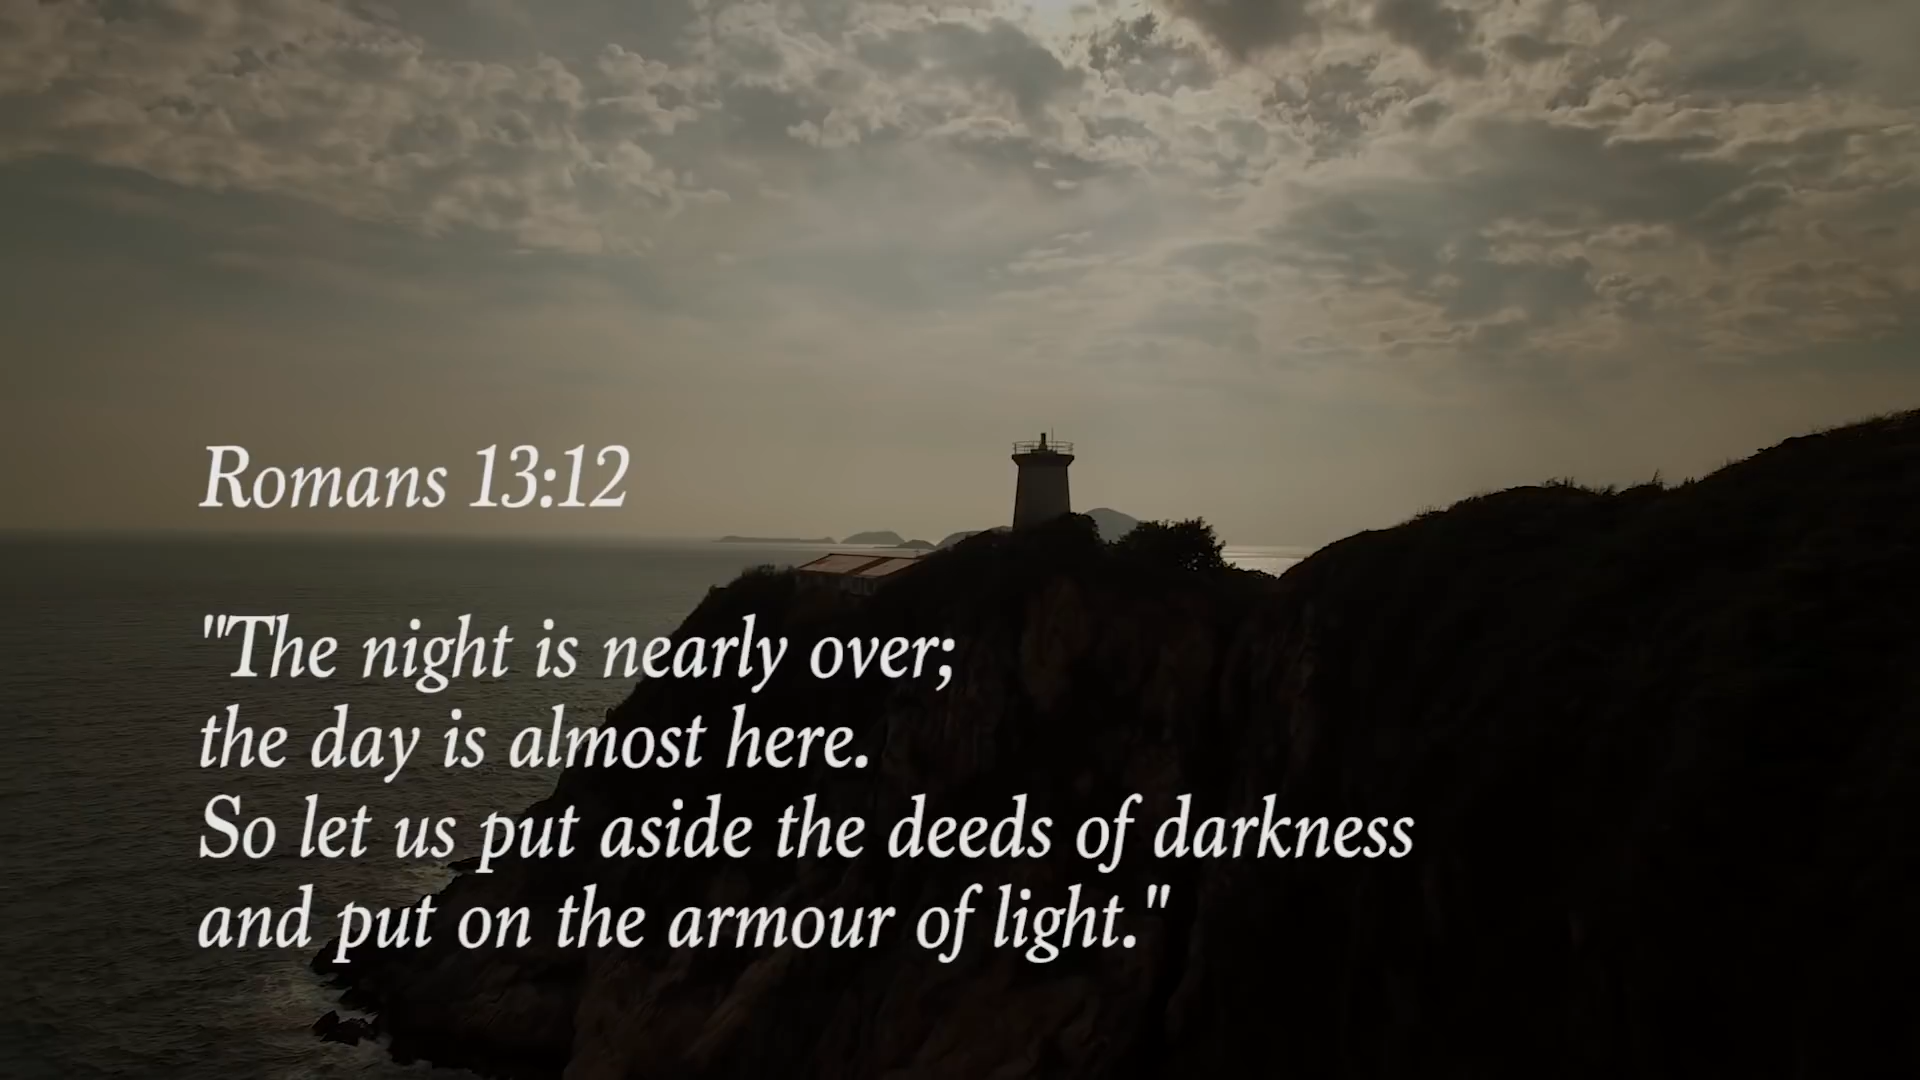 Romans 13:12
"The night is nearly over;
the day is almost here.
So let us put aside the deeds of darkness
and put on the armour of light."